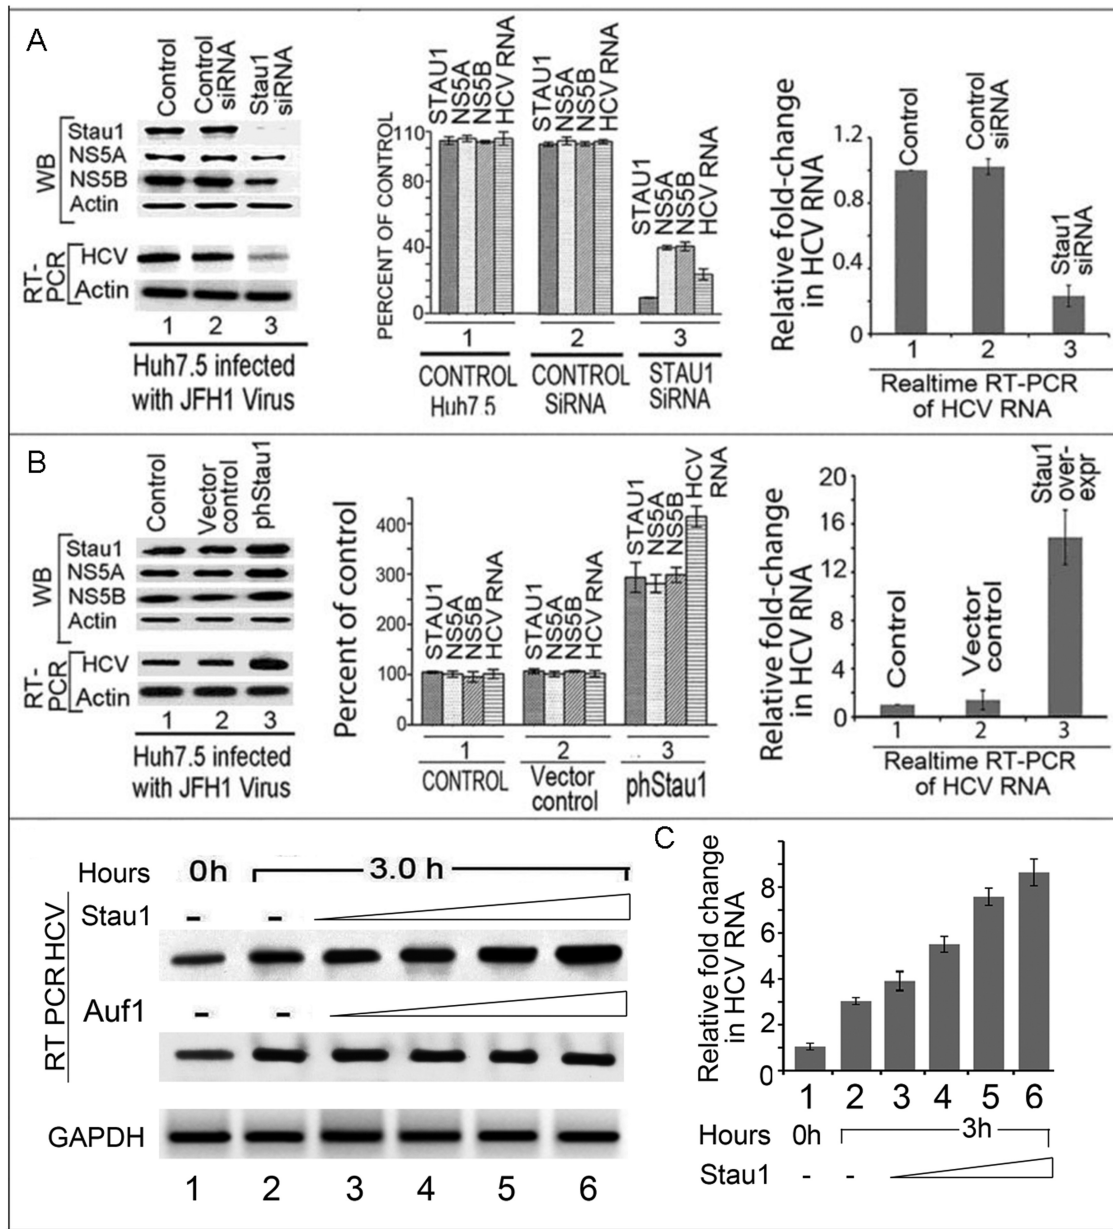 A
Control
Control siRNA
Stau1 siRNA
WB
Stau1
NS5A
NS5B
Actin
RT-PCR
HCV
Actin
1 2 3
Huh7.5 infected
with JFH1 Virus
PERCENT OF CONTROL
110
80
40
0
STAU1
NS5A
NS5B
HCV RNA
STAU1
NS5A
NS5B
HCV RNA
STAU1
NS5A
NS5B
HCV RNA
1 2 3
CONTROL
Huh7.5
CONTROL
SiRNA
STAU1
SiRNA
Relative fold-change
in HCV RNA
1.2
0.8
0.4
0
Control
Control
siRNA
Stau1
siRNA
1 2 3
Realtime RT-PCR
of HCV RNA
B
Control
Vector
control
phStau1
WB
Stau1
NS5A
NS5B
Actin
RT-PCR
HCV
Actin
1 2 3
Huh7.5 infected
with JFH1 Virus
Percent of control
400
300
200
100
0
STAU1
NS5A
NS5B
HCV RNA
STAU1
NS5A
NS5B
HCV RNA
STAU1
NS5A
NS5B
HCV
RNA
1 2 3
CONTROL
Vector
control
phStau1
Relative fold-change
in HCV RNA
20
16
12
8
4
0
Control
Vector
control
Stau1
over-
expr
1 2 3
Realtime RT-PCR
of HCV RNA
Hours 0h 3.0 h
RT PCR HCV
Stau1 - -
Auf1 - -
GAPDH
1 2 3 4 5 6
C
Relative fold change
in HCV RNA
8
6
4
2
0
1 2 3 4 5 6
Hours 0h 3h
Stau1 - -